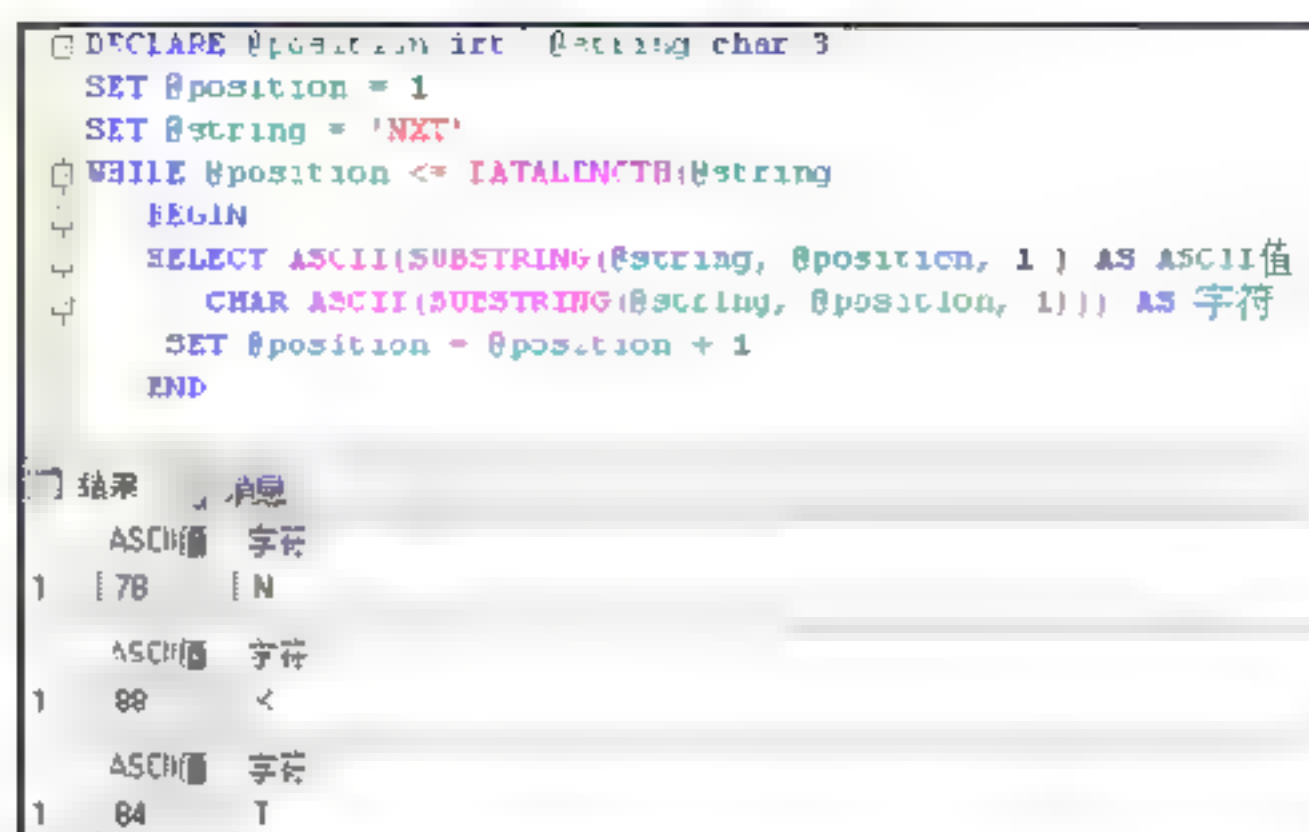 DECLARE @position int, @string char 3
SET @position = 1
SET @string = 'NXT'
WHILE @position <= DATALENGTH(@string
BEGIN
SELECT ASCII(SUBSTRING(@string, @position, 1 ) AS ASCII值
CHAR ASCII(SUBSTRING(@string, @position, 1))) AS 字符
SET @position = @position + 1
END
结果 消息
ASCII值 字符
1 78 N
ASCII值 字符
1 88
ASCII值 字符
1 84 T